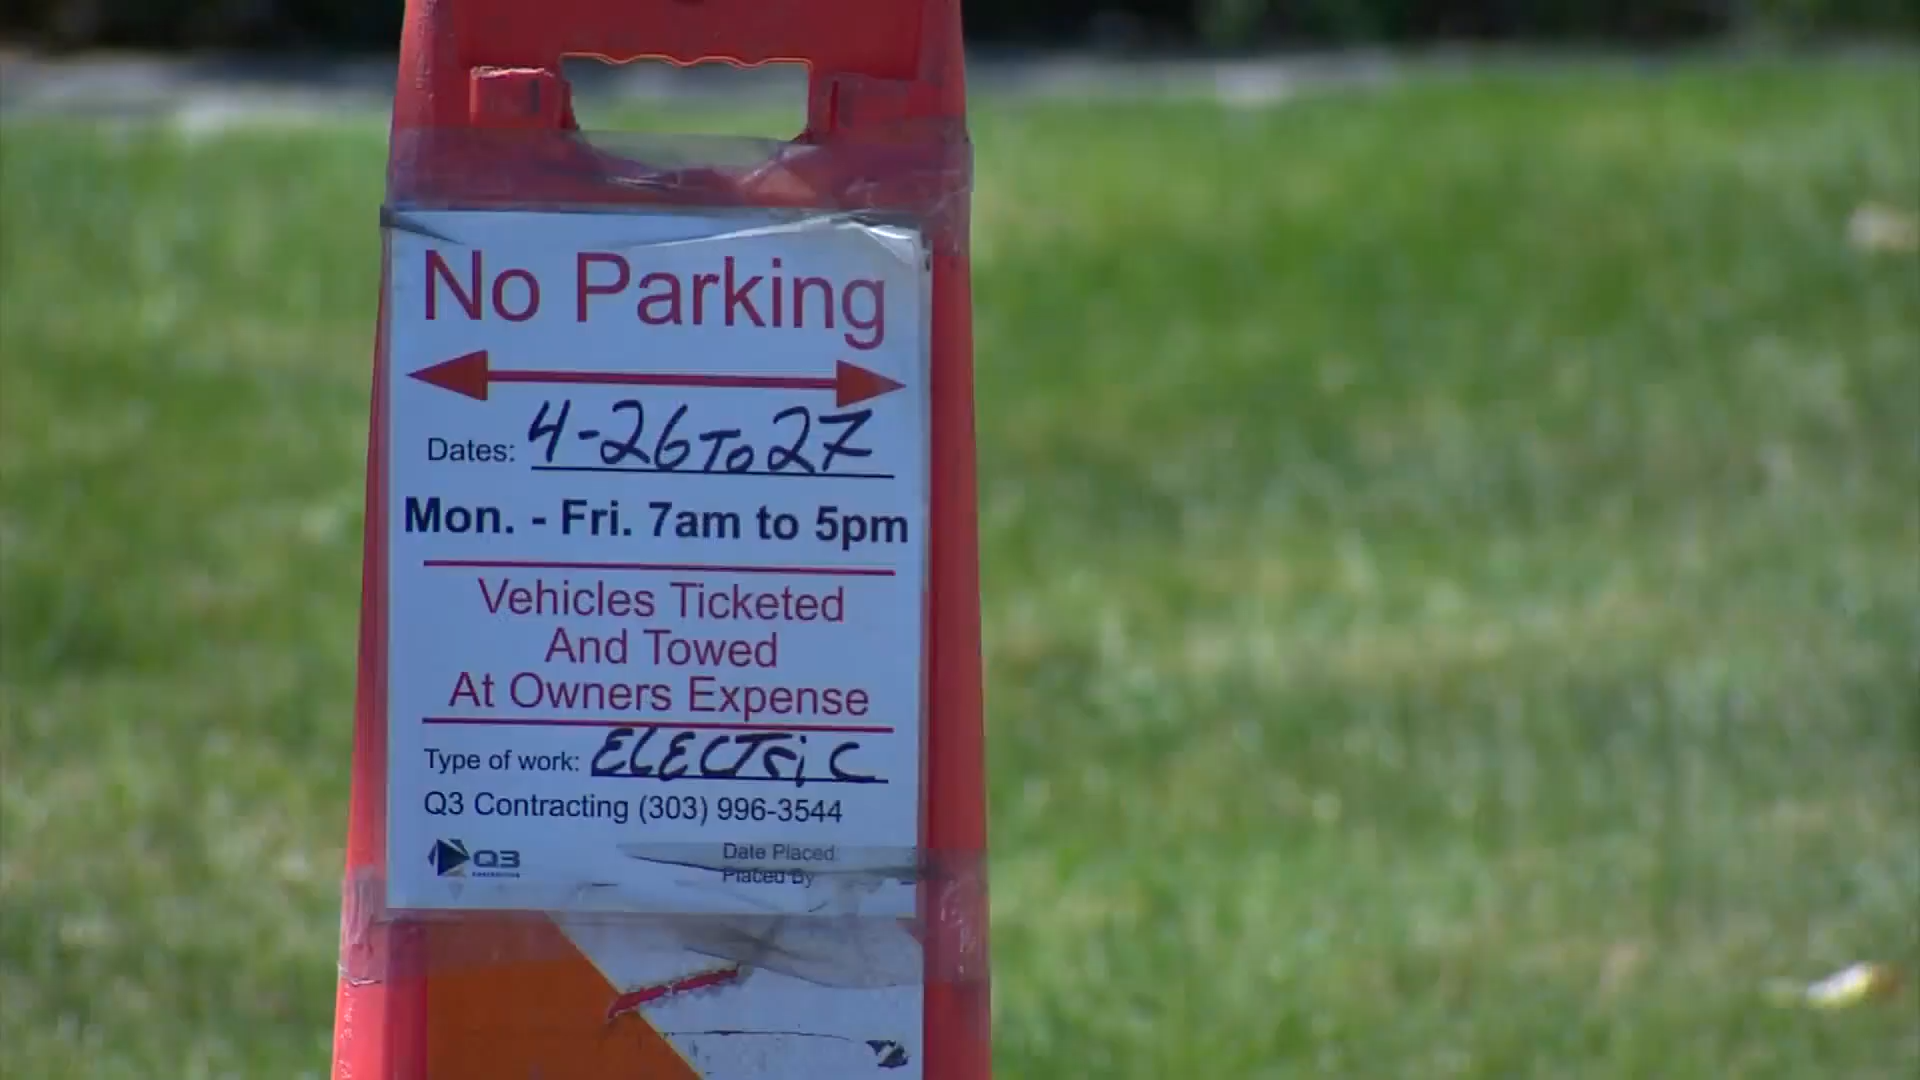 No Parking
Dates: 4-26 To 27
Mon. - Fri. 7am to 5pm
Vehicles Ticketed
And Towed
At Owners Expense
Type of work: ELECTRiC
Q3 Contracting (303) 996-3544
Q3
Date Placed:
Placed By